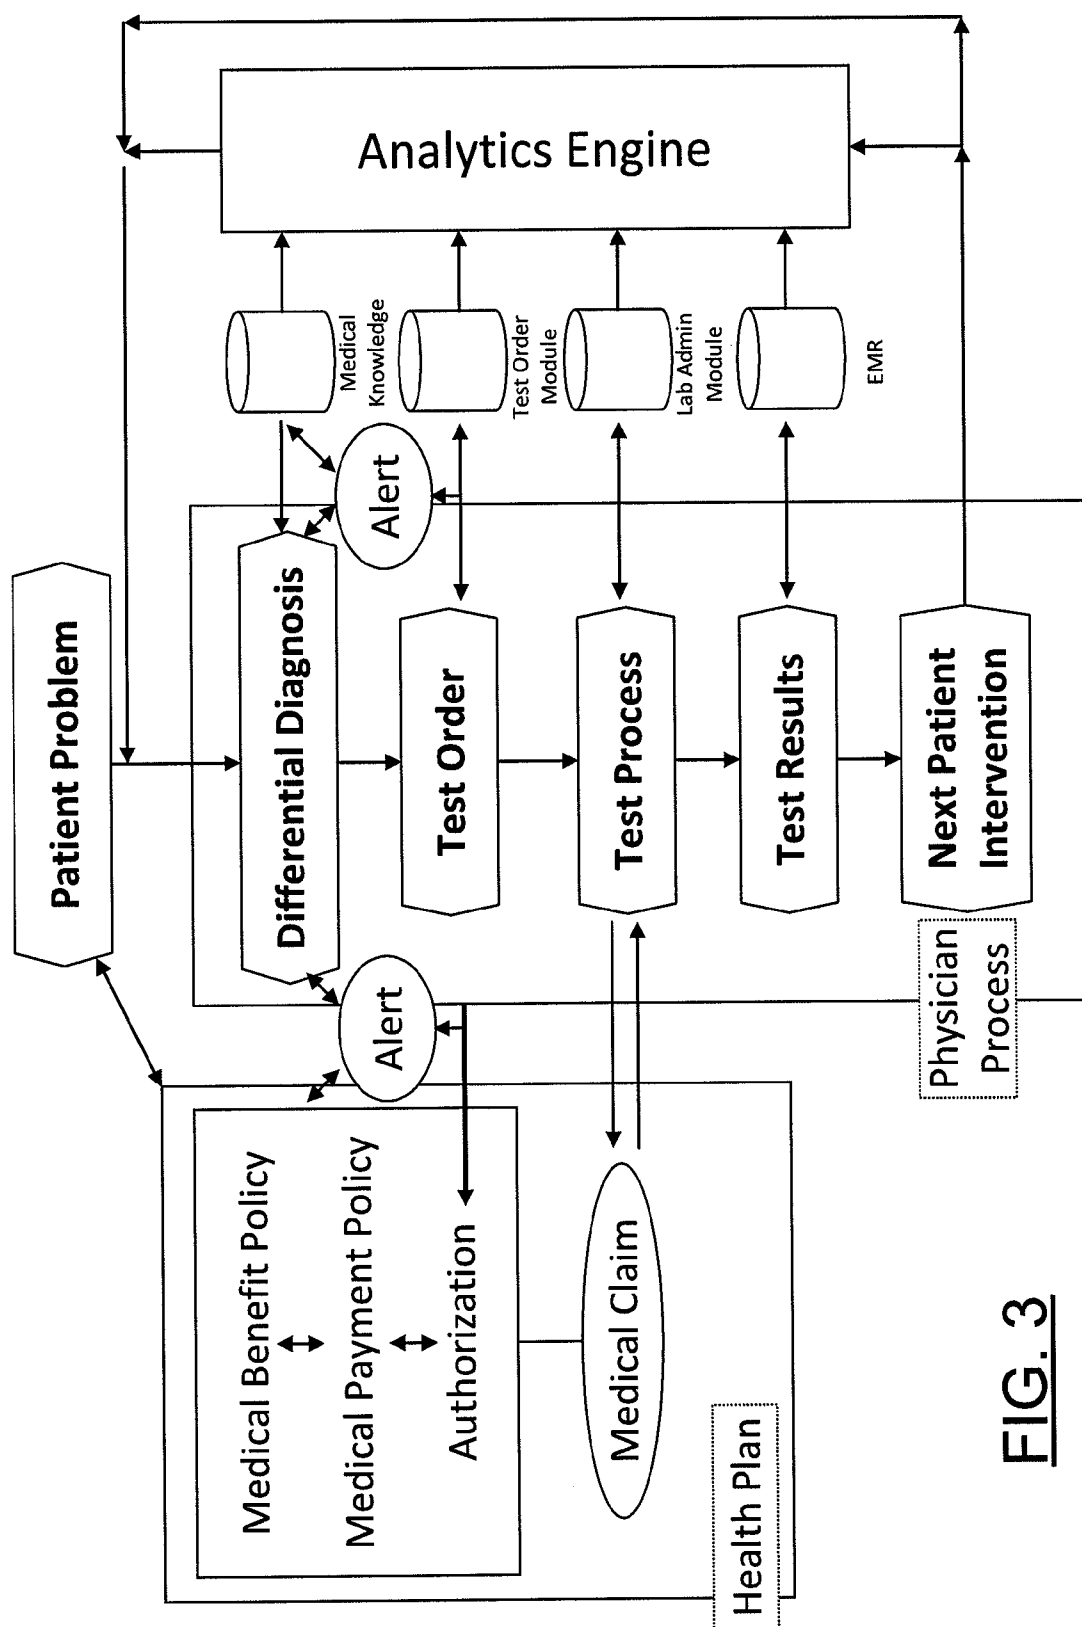 Patient Problem
Differential Diagnosis
Test Order
Test Process
Test Results
Next Patient
Intervention
Physician
Process
Alert
Alert
Medical Benefit Policy
Medical Payment Policy
Authorization
Medical Claim
Health Plan
Medical
Knowledge
Test Order
Module
Lab Admin
Module
EMR
Analytics Engine
FIG. 3